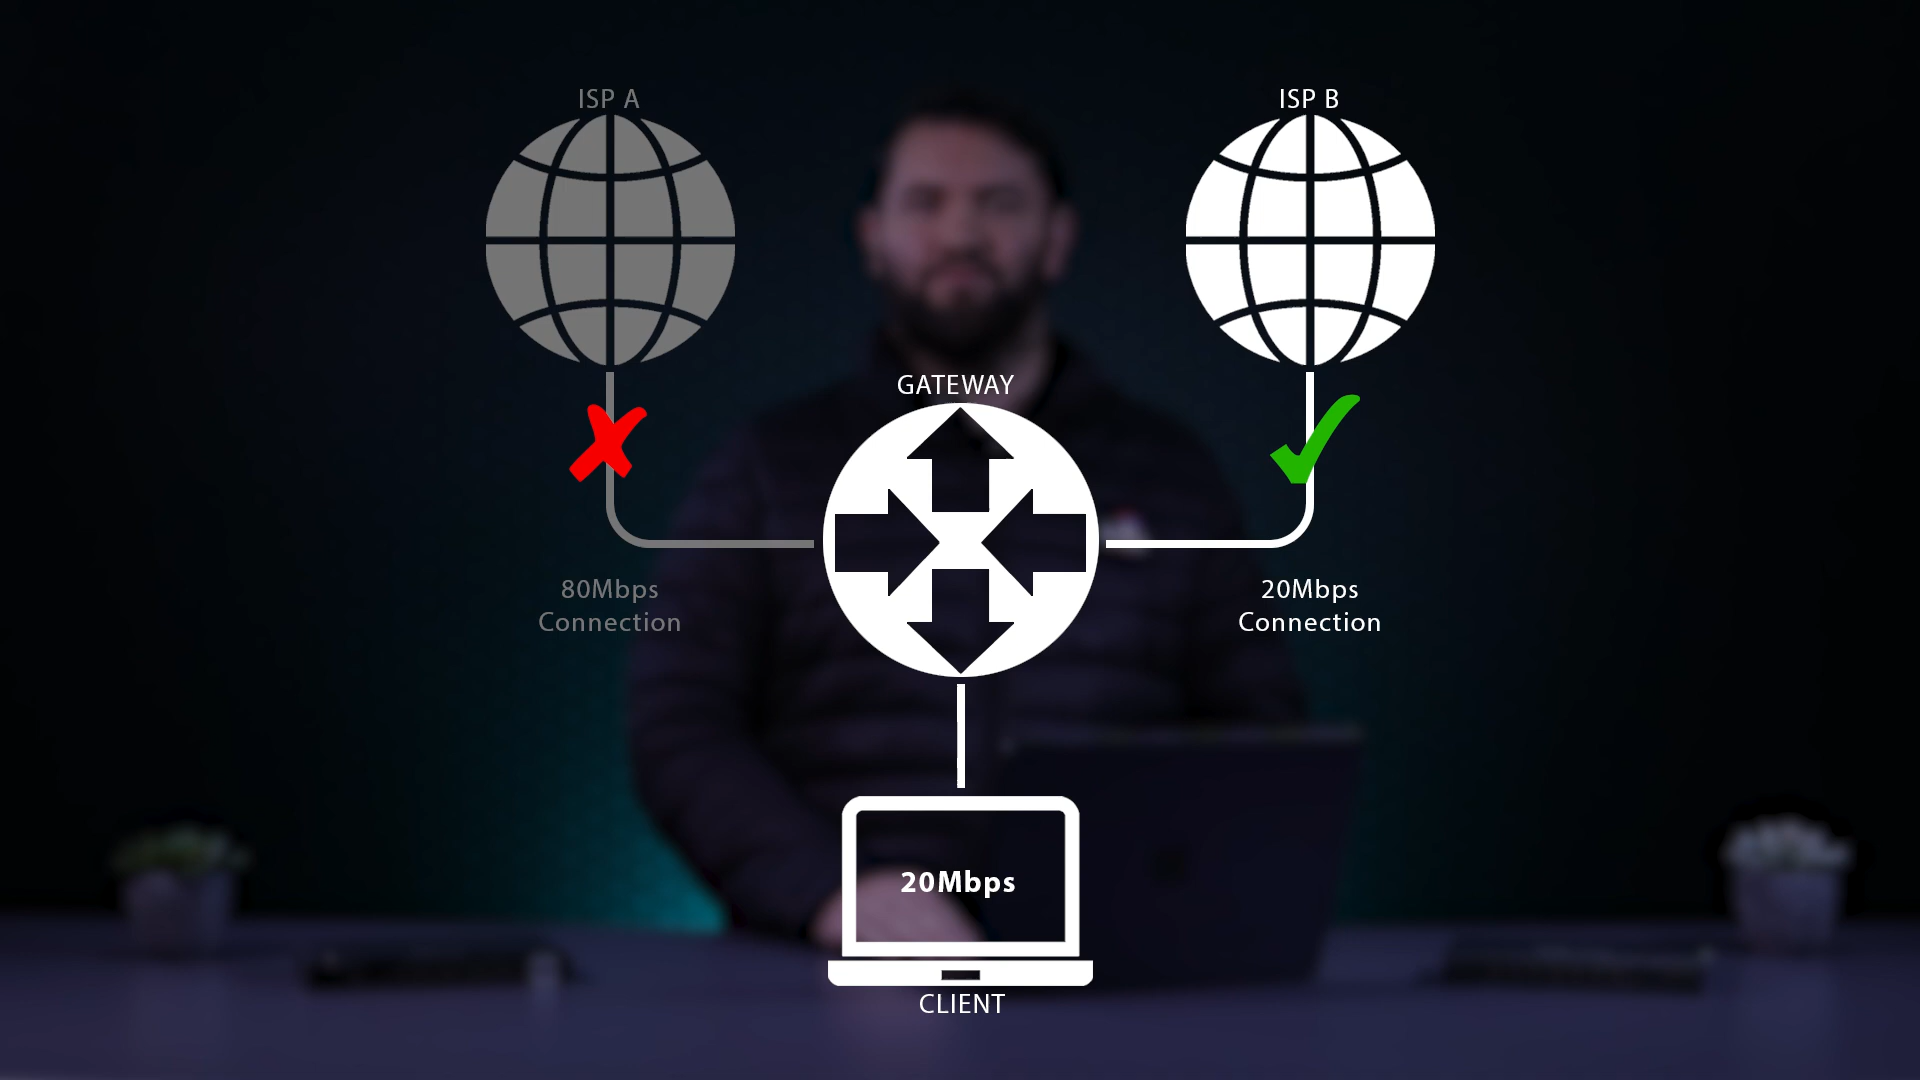 ISP A
ISP B
GATEWAY
80Mbps
Connection
20Mbps
Connection
20Mbps
CLIENT